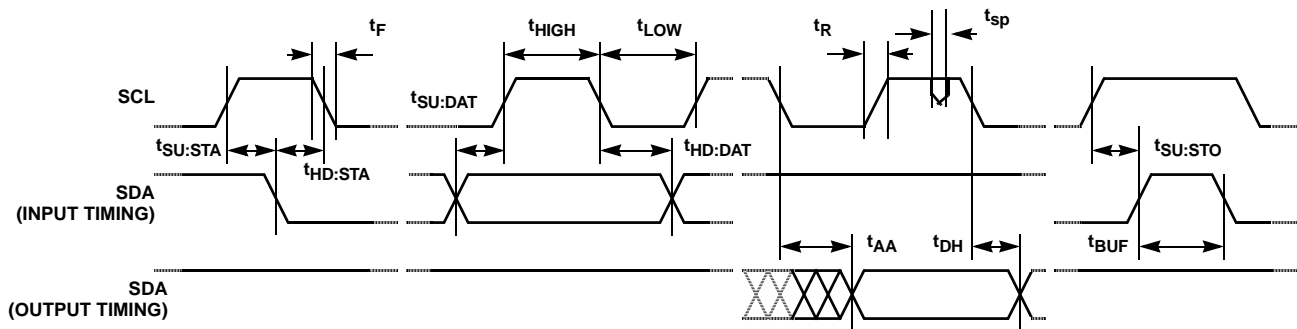 tF
tHIGH
tLOW
tR
tsp
SCL
tSU:DAT
tSU:STA
tHD:STA
tHD:DAT
tSU:STO
SDA
(INPUT TIMING)
tAA
tDH
tBUF
SDA
(OUTPUT TIMING)